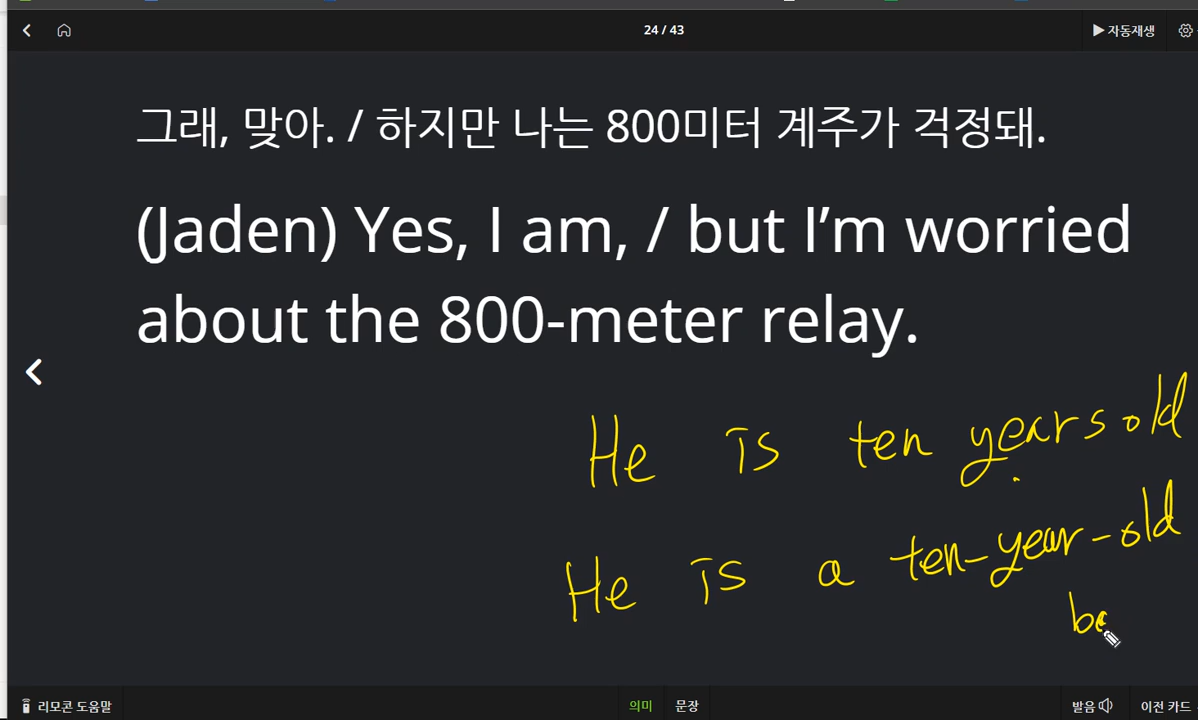 24 / 43
▶ 자동재생
그래, 맞아. / 하지만 나는 800미터 계주가 걱정돼.
(Jaden) Yes, I am, / but I’m worried
about the 800-meter relay.
He is ten years old
He is a ten-year-old
리모콘 도움말
의미
문장
발음
이전 카드